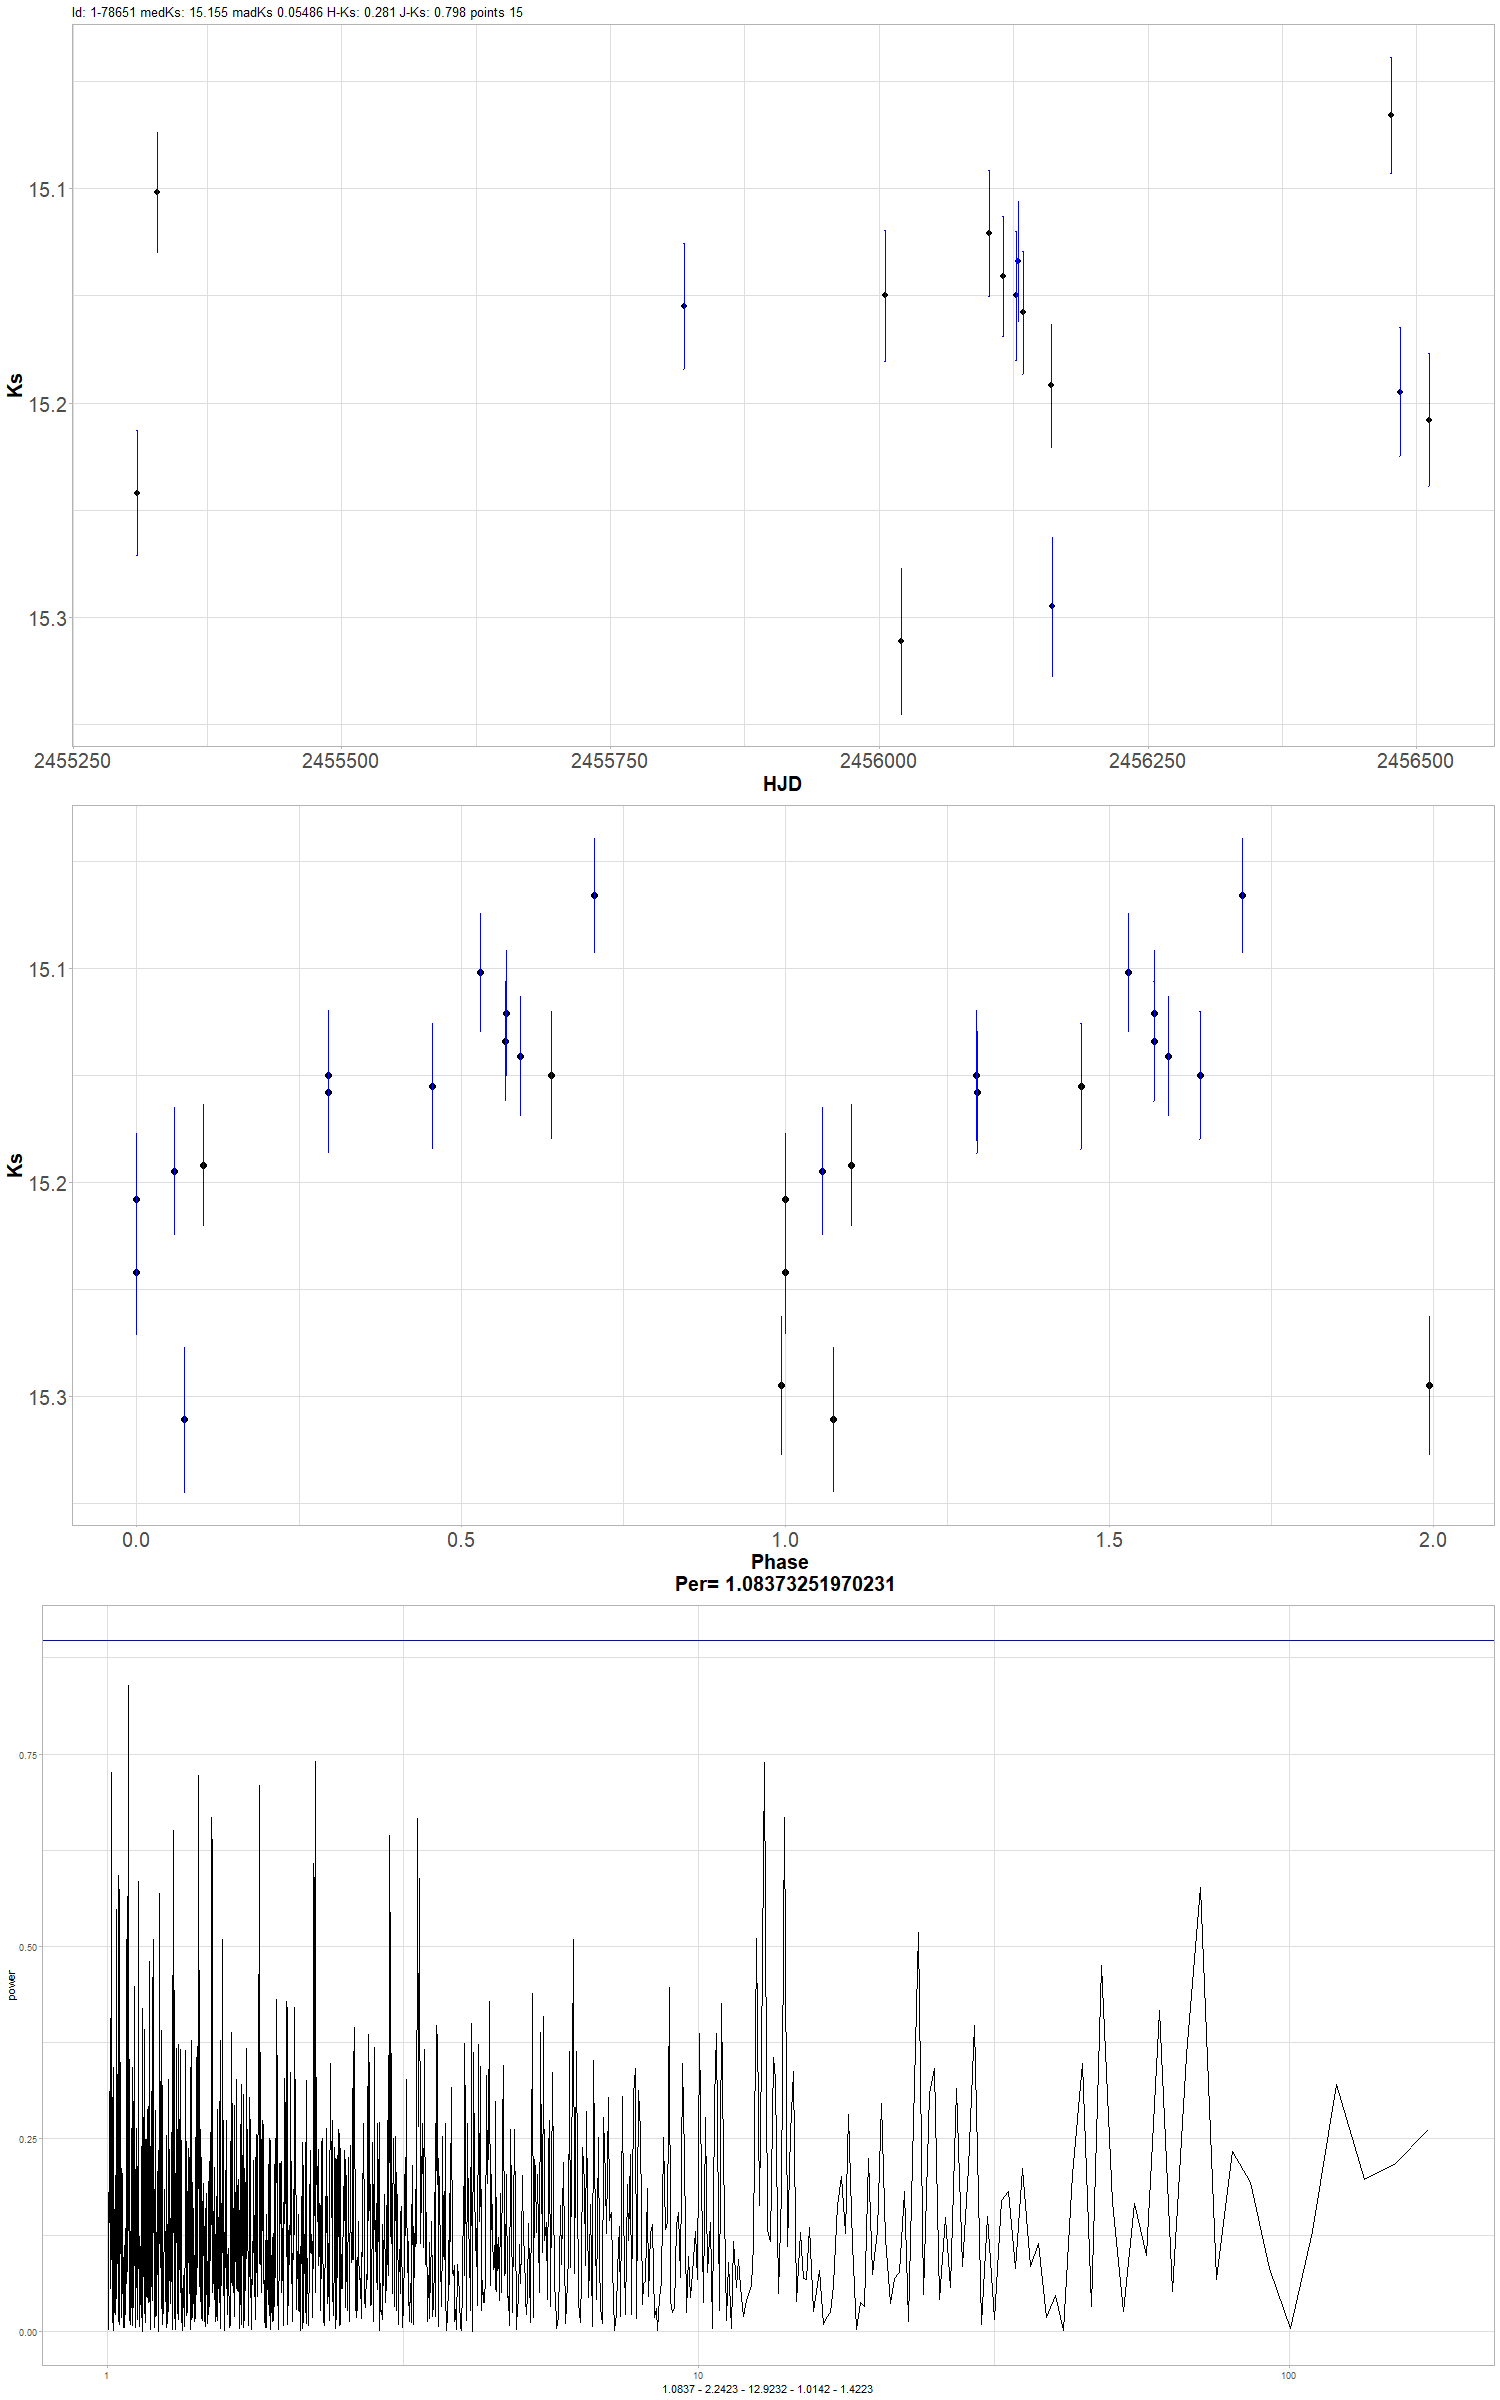 Id: 1-78651 medKs: 15.155 madKs 0.05486 H-Ks: 0.281 J-Ks: 0.798 points 15
15.1
15.2
15.3
Ks
2455250 2455500 2455750 2456000 2456250 2456500
HJD
15.1
15.2
15.3
Ks
0.0 0.5 1.0 1.5 2.0
Phase
Per= 1.08373251970231
0.75
0.50
0.25
0.00
power
1 10 100
1.0837 - 2.2423 - 12.9232 - 1.0142 - 1.4223